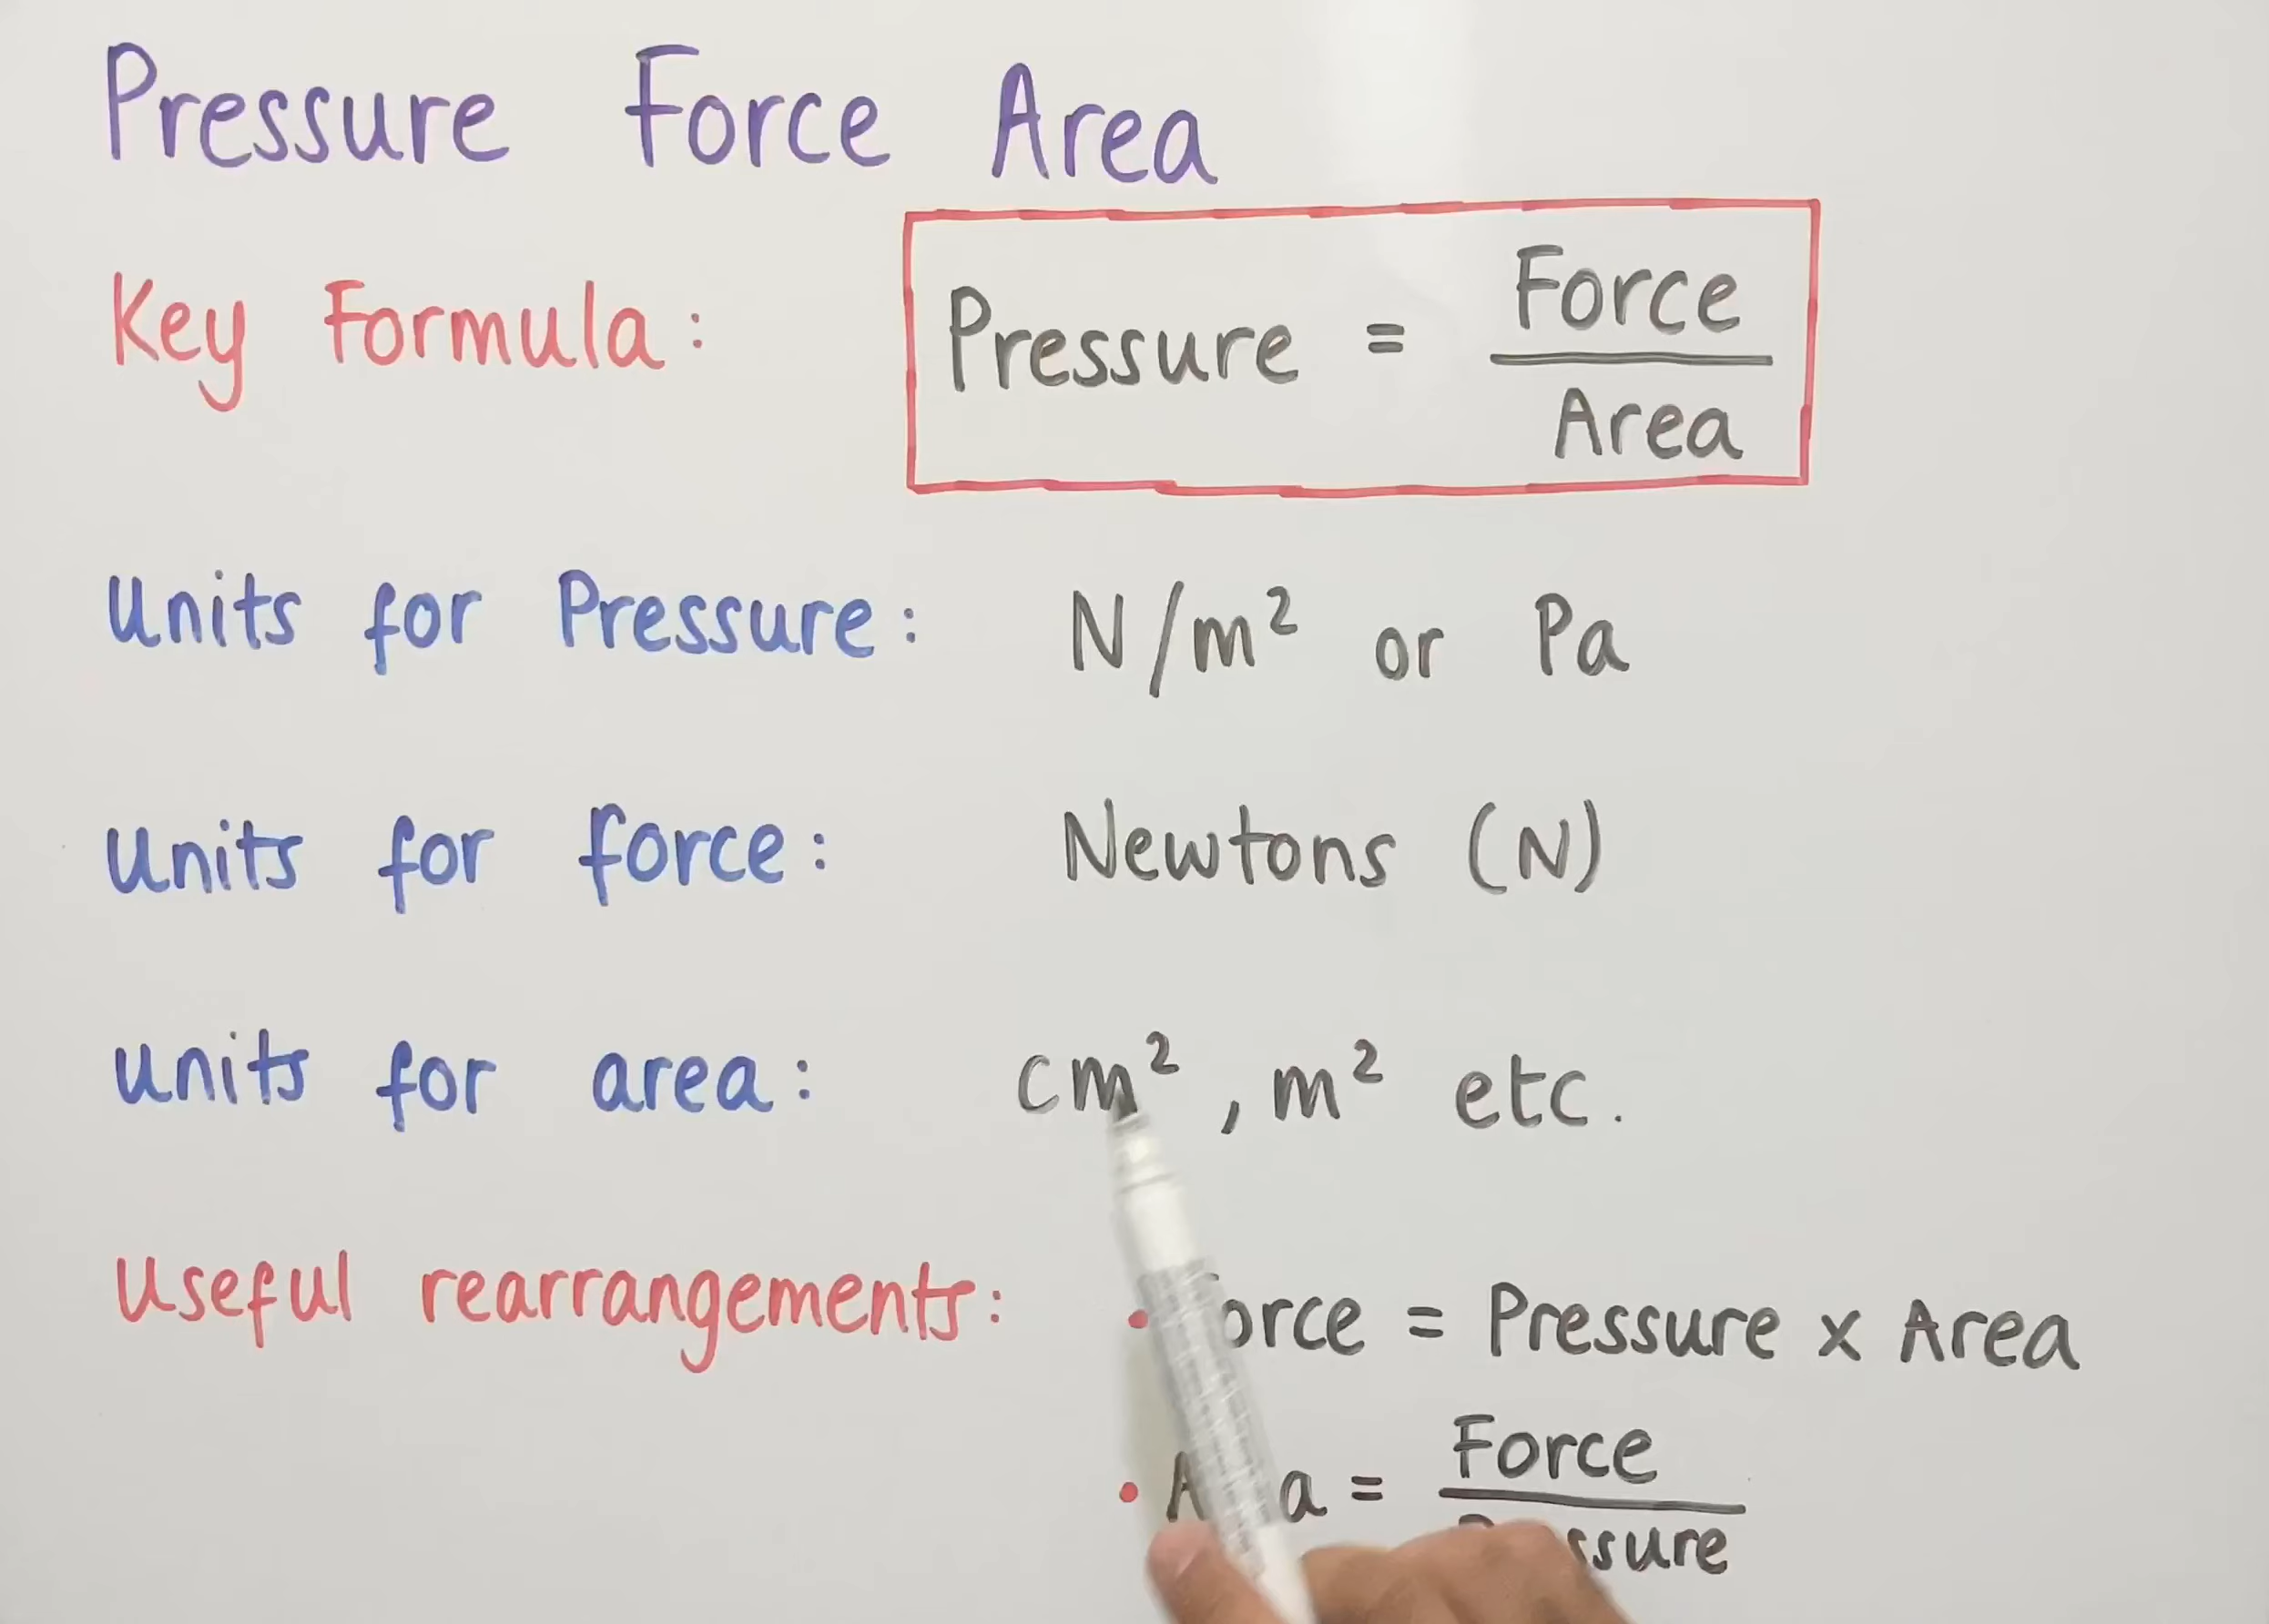 Pressure Force Area
Key Formula: Pressure = Force
Area
Units for Pressure: N/m² or Pa
Units for force: Newtons (N)
units for area: cm², m² etc.
Useful rearrangements: • orce = Pressure x Area
• A a = Force
ssure